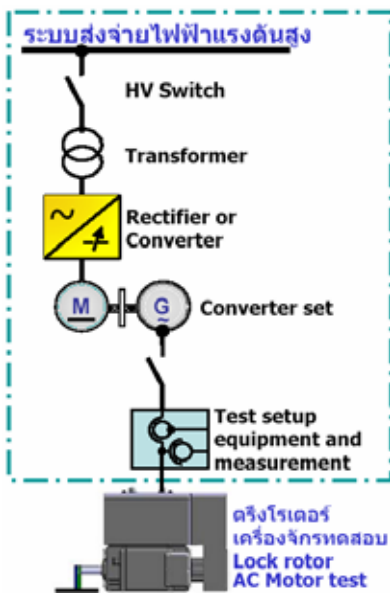 ระบบส่งจ่ายไฟฟ้าแรงดันสูง
HV Switch
Transformer
Rectifier or
Converter
M
G
Converter set
Test setup
equipment and
measurement
ตรึงโรเตอร์
เครื่องจักรทดสอบ
Lock rotor
AC Motor test